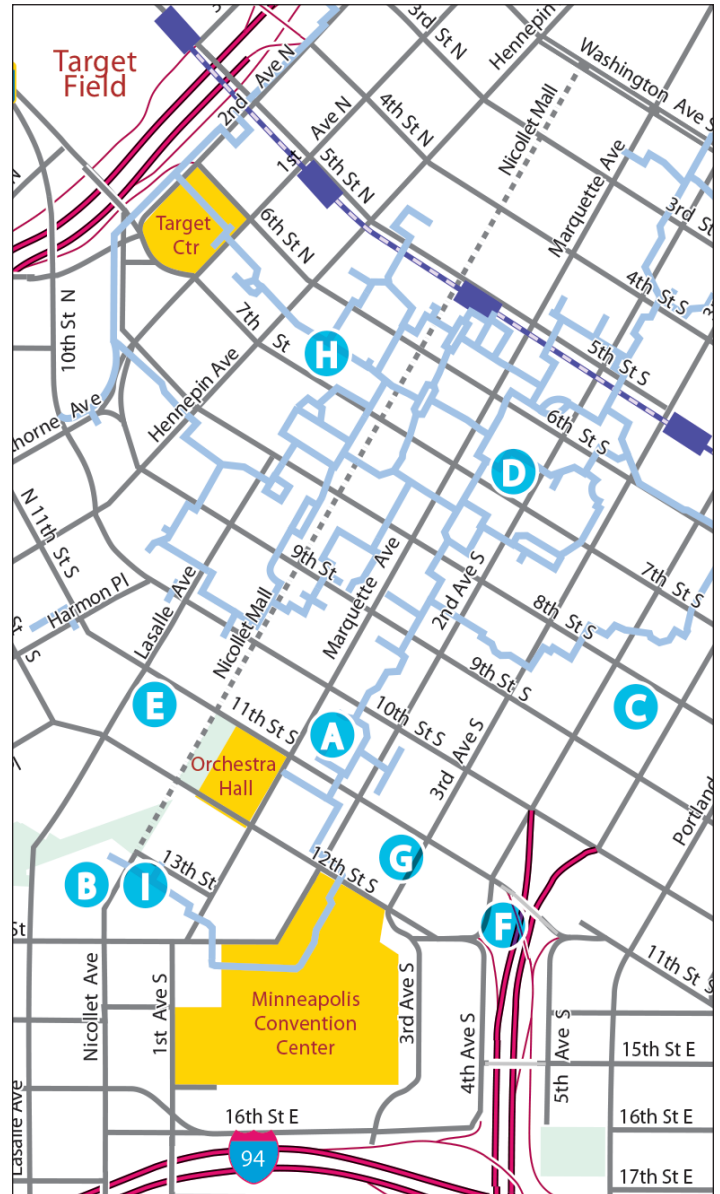 3rd St N
Hennepin
Washington Ave S
Target
Field
2nd Ave N
1st Ave N
4th St N
Nicollet Mall
5th St N
Marquette Ave
3rd St
Target
Ctr
6th St N
4th St S
10th St N
7th St
H
5th St S
Hennepin Ave
horne Ave
6th St S
D
N 11th St S
9th St
7th St S
Harmon Pl
Lasalle Ave
Nicollet Mall
Marquette Ave
2nd Ave S
8th St S
St S
9th St S
E
11th St S
A
10th St S
C
Orchestra
Hall
3rd Ave S
Portland
B
I
13th St
12th St S
G
F
St
11th St S
Nicollet Ave
1st Ave S
Minneapolis
Convention
Center
3rd Ave S
4th Ave S
5th Ave S
15th St E
Lasalle Ave
16th St E
16th St E
94
17th St E